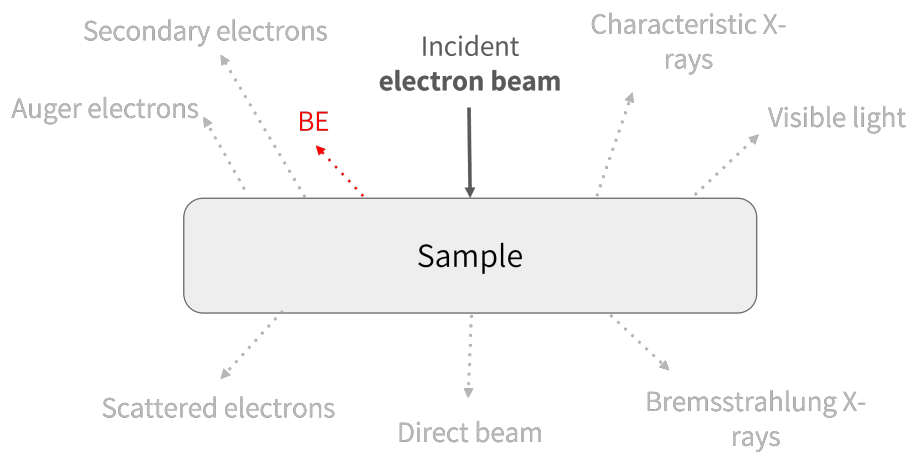 Secondary electrons
Incident
electron beam
Characteristic X-
rays
Auger electrons
BE
Visible light
Sample
Scattered electrons
Direct beam
Bremsstrahlung X-
rays